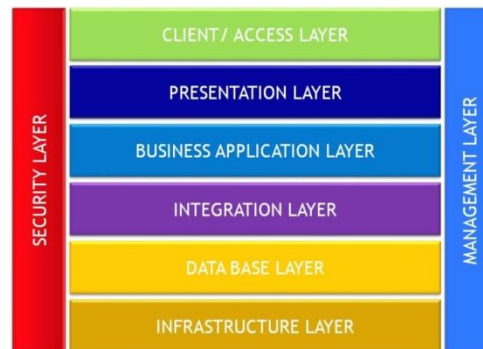 SECURITY LAYER
CLIENT/ ACCESS LAYER
PRESENTATION LAYER
BUSINESS APPLICATION LAYER
INTEGRATION LAYER
DATA BASE LAYER
INFRASTRUCTURE LAYER
MANAGEMENT LAYER